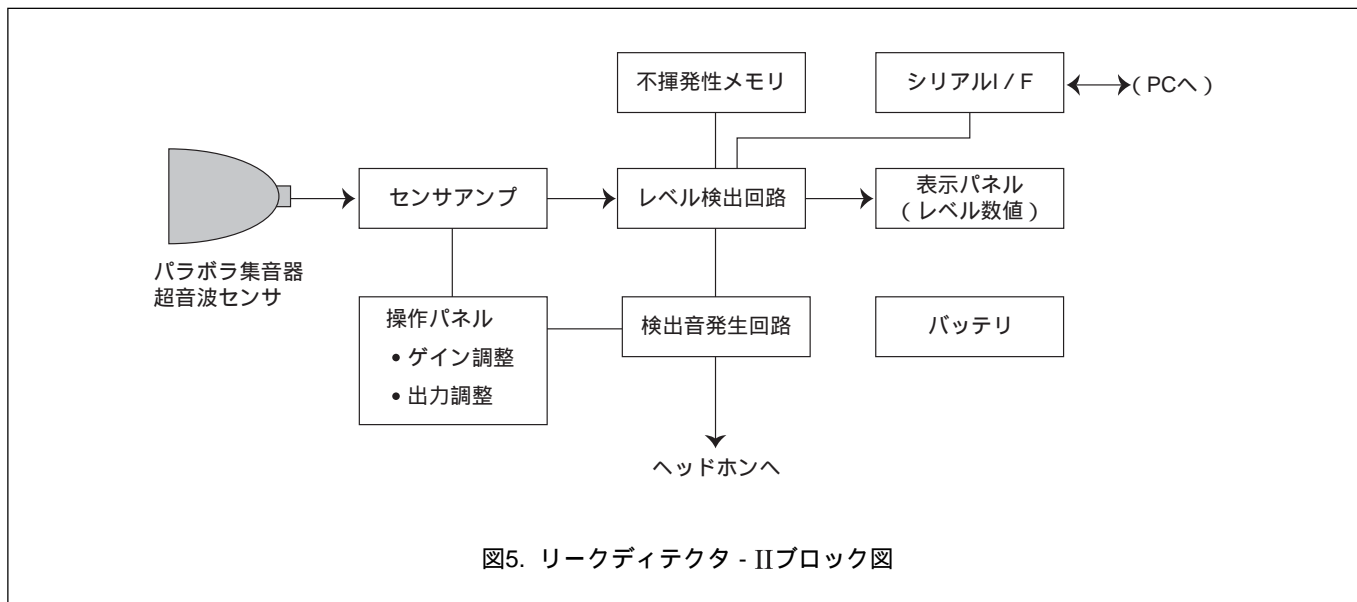 不揮発性メモリ
シリアルI / F
( PCへ )
センサアンプ
レベル検出回路
表示パネル
( レベル数値 )
パラボラ集音器
超音波センサ
操作パネル
• ゲイン調整
• 出力調整
検出音発生回路
バッテリ
ヘッドホンへ
図5. リークディテクタ - IIブロック図